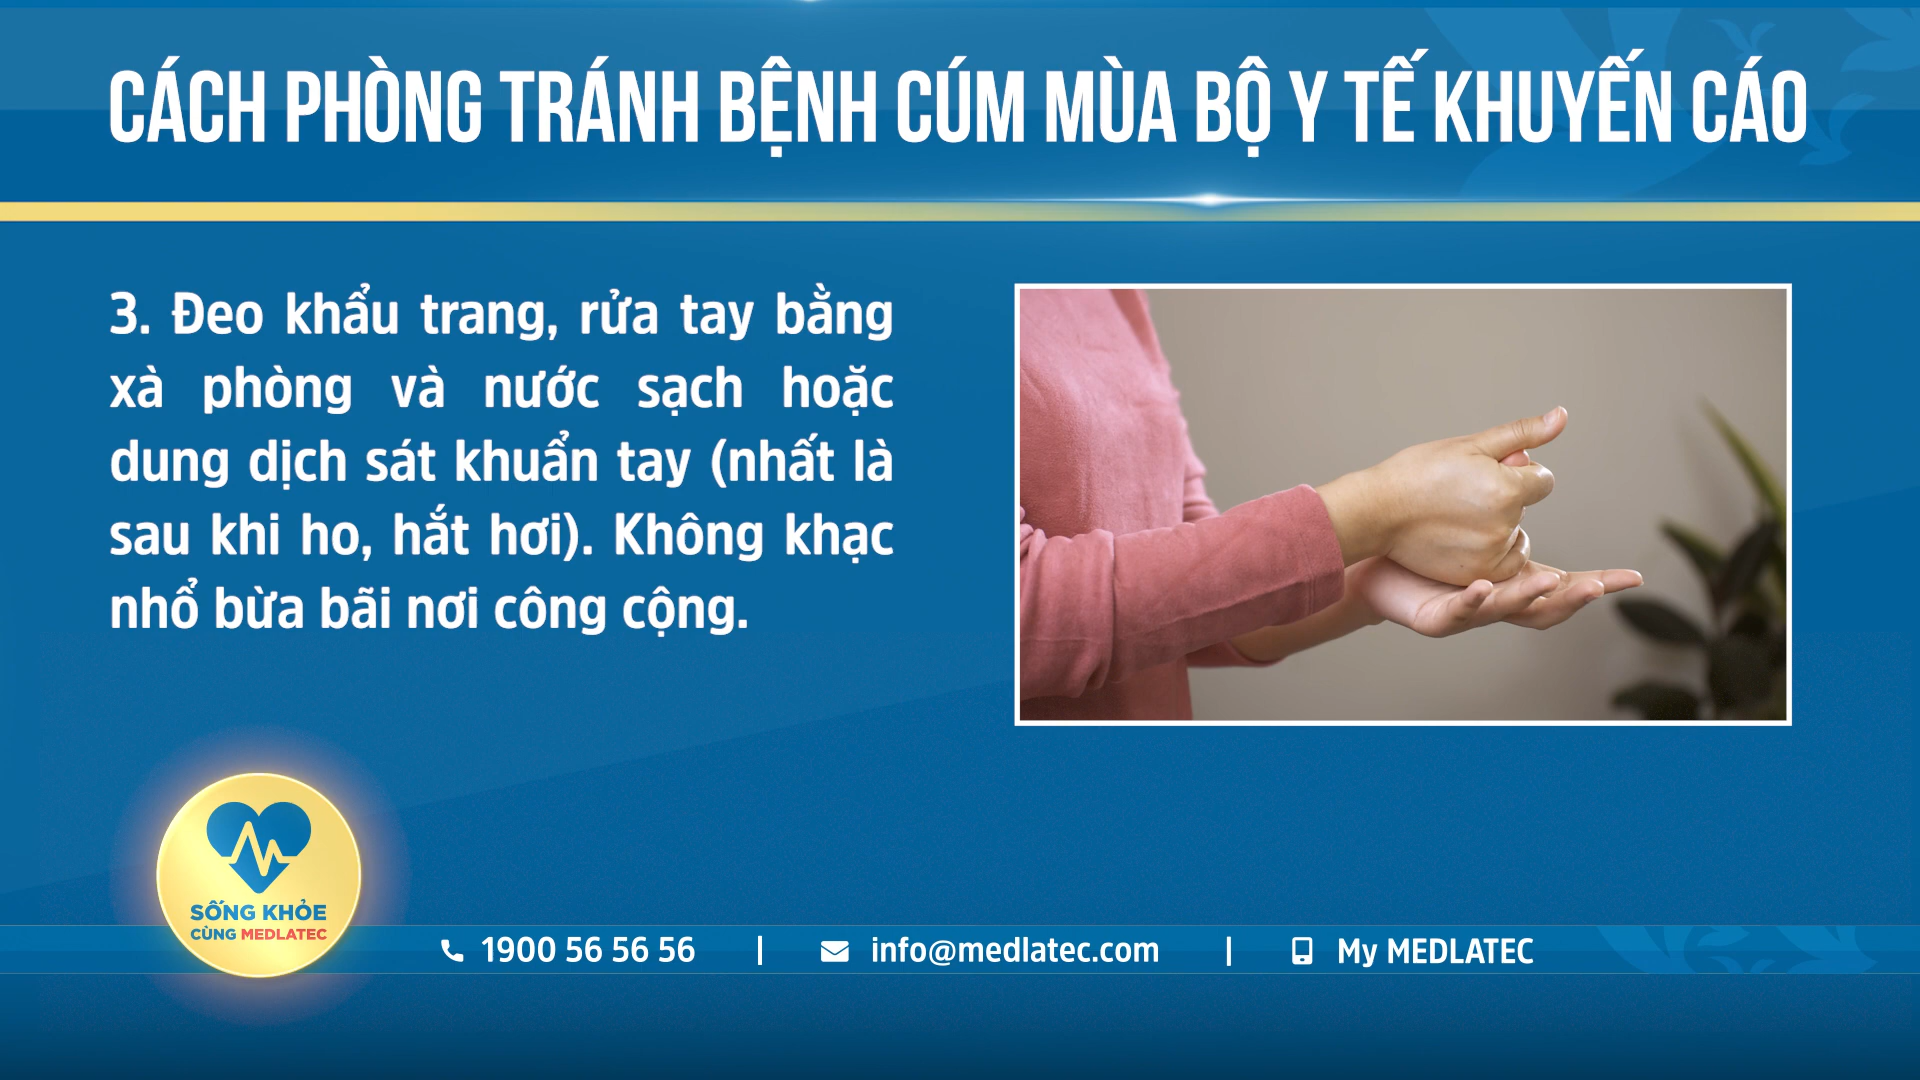 CÁCH PHÒNG TRÁNH BỆNH CÚM MÙA BỘ Y TẾ KHUYẾN CÁO
3. Đeo khẩu trang, rửa tay bằng
xà phòng và nước sạch hoặc
dung dịch sát khuẩn tay (nhất là
sau khi ho, hắt hơi). Không khạc
nhổ bừa bãi nơi công cộng.
SỐNG KHỎE
CÙNG MEDLATEC
1900 56 56 56 | info@medlatec.com | My MEDLATEC